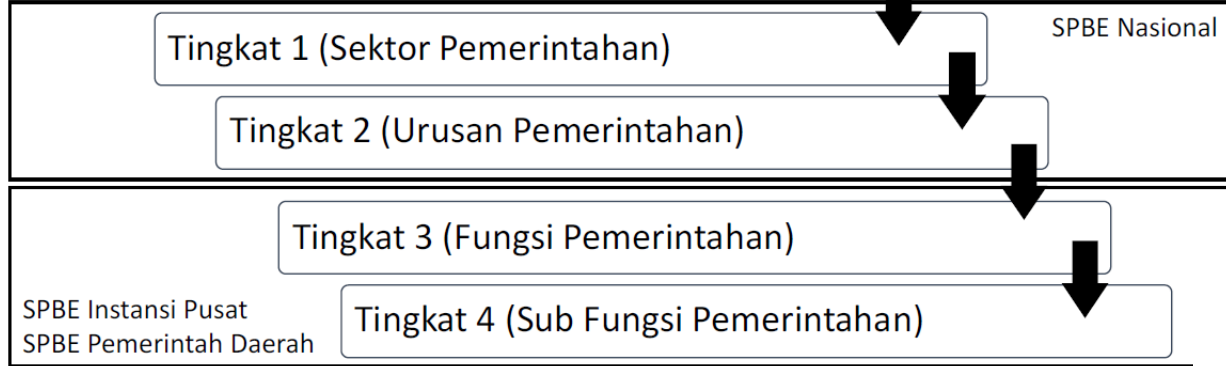 Tingkat 1 (Sektor Pemerintahan)
SPBE Nasional
Tingkat 2 (Urusan Pemerintahan)
Tingkat 3 (Fungsi Pemerintahan)
SPBE Instansi Pusat
SPBE Pemerintah Daerah
Tingkat 4 (Sub Fungsi Pemerintahan)